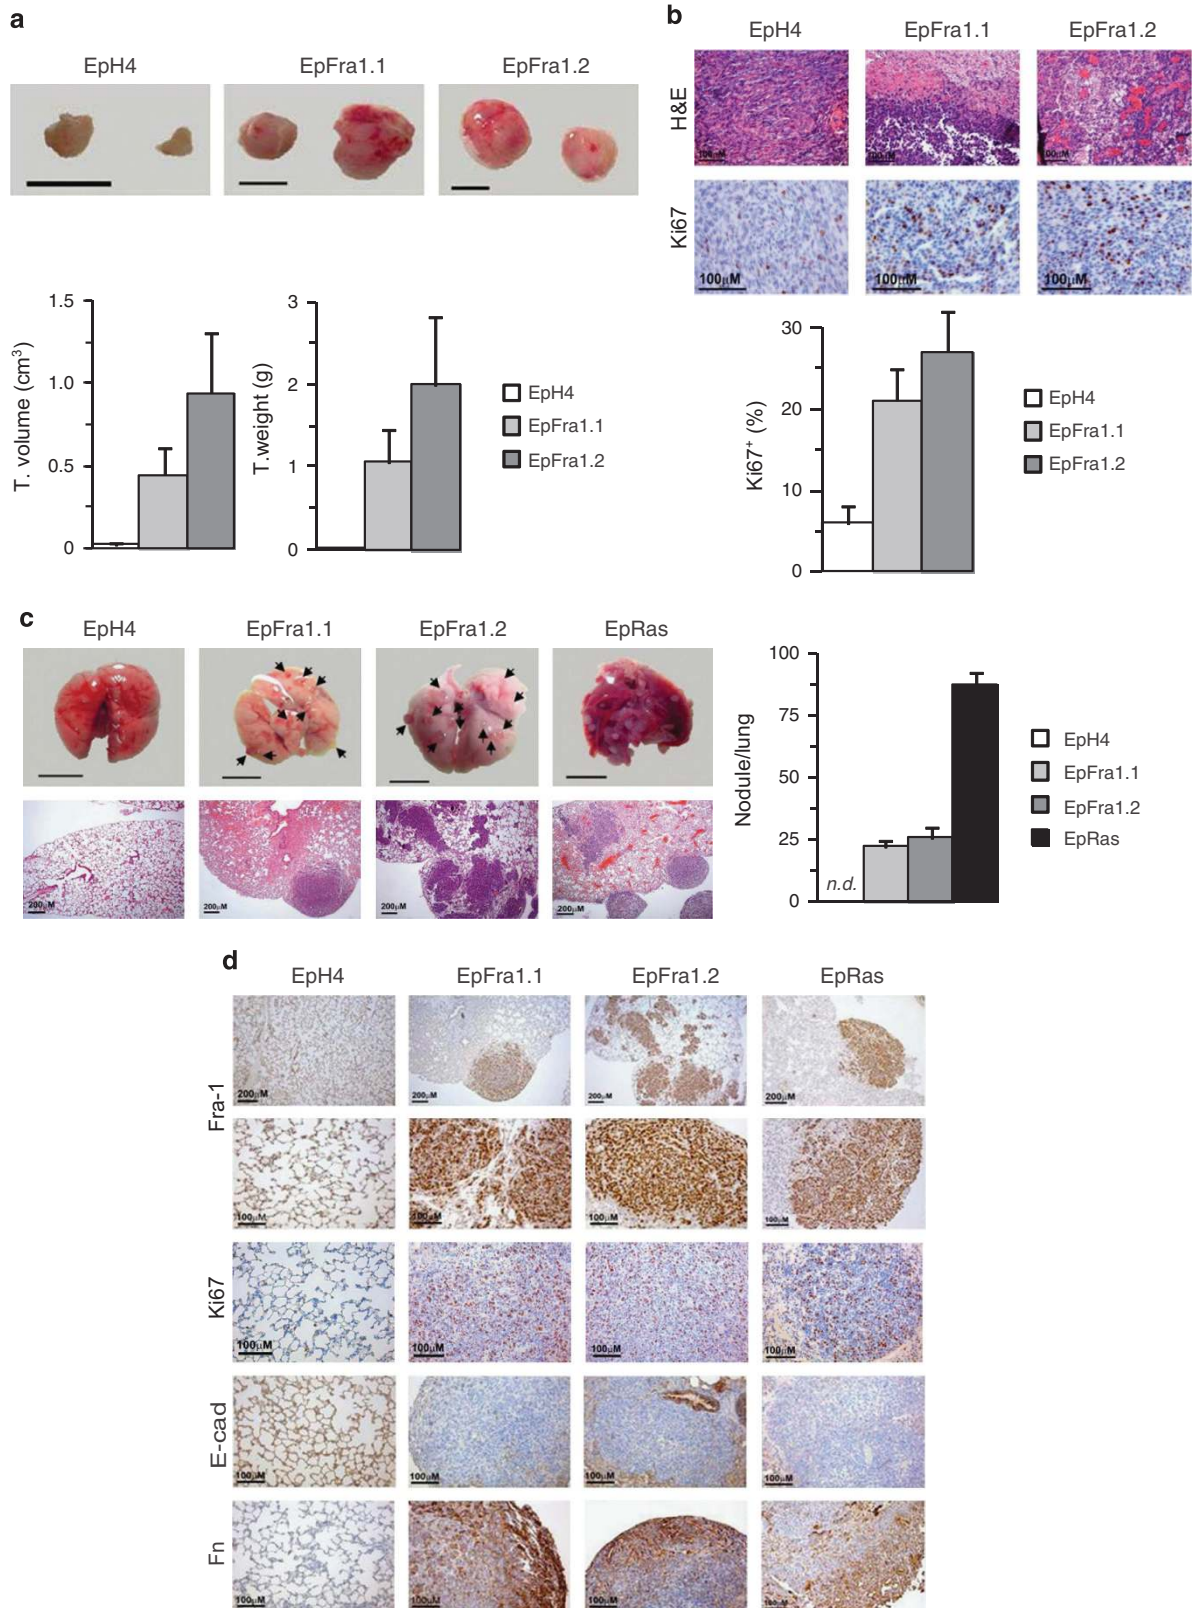 a
EpH4 EpFra1.1 EpFra1.2
T. volume (cm3)
1.5
1.0
0.5
0
T.weight (g)
3
2
1
0
EpH4
EpFra1.1
EpFra1.2
b
EpH4 EpFra1.1 EpFra1.2
H&E
100µM 100µM 100µM
Ki67
100µM 100µM 100µM
Ki67+ (%)
30
20
10
0
EpH4
EpFra1.1
EpFra1.2
c
EpH4 EpFra1.1 EpFra1.2 EpRas
200µM 200µM 200µM 200µM
Nodule/lung
100
75
50
25
0
n.d.
EpH4
EpFra1.1
EpFra1.2
EpRas
d
EpH4 EpFra1.1 EpFra1.2 EpRas
Fra-1
200µM 200µM 200µM 200µM
100µM 100µM 100µM 100µM
Ki67
100µM 100µM 100µM 100µM
E-cad
100µM 100µM 100µM 100µM
Fn
100µM 100µM 100µM 100µM